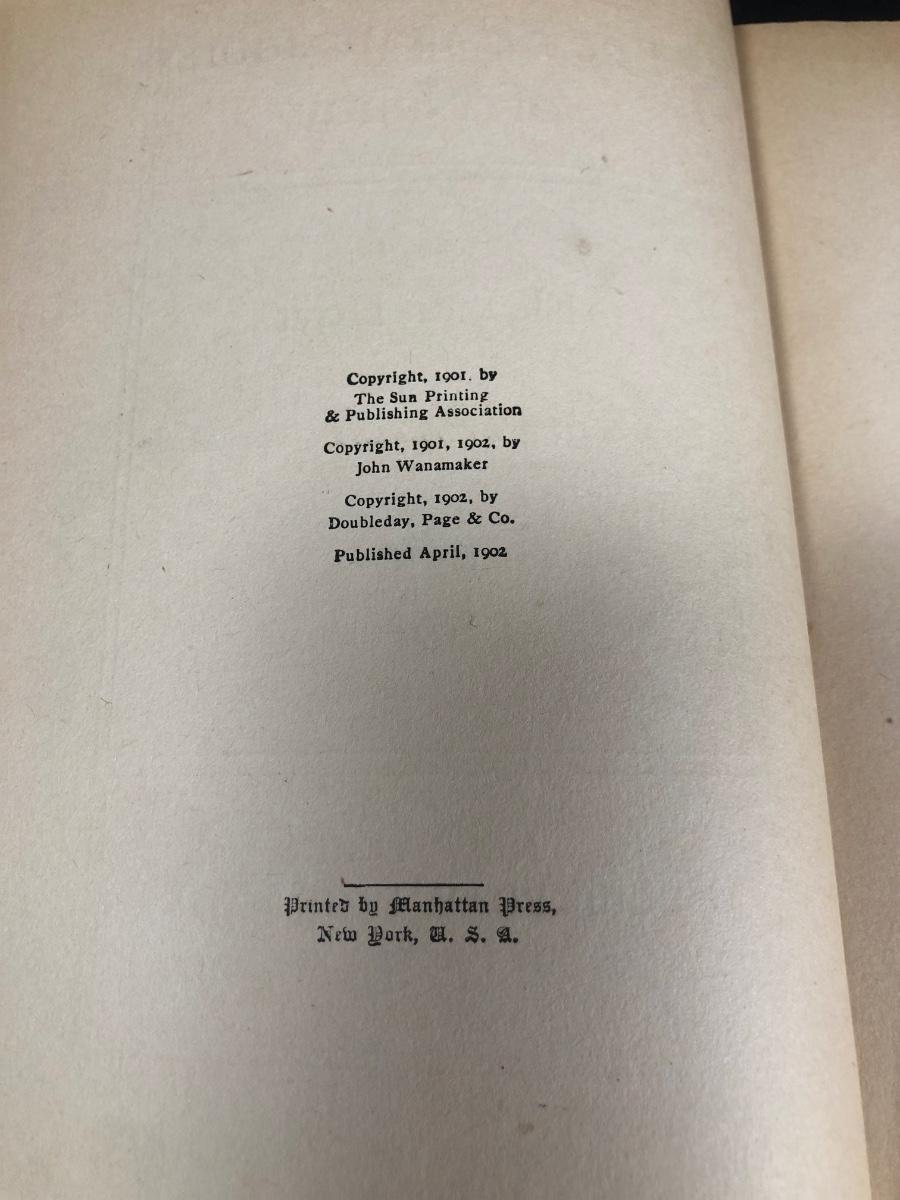 Copyright, 1901. by
The Sun Printing
& Publishing Association
Copyright, 1901, 1902, by
John Wanamaker
Copyright, 1902, by
Doubleday, Page & Co.
Published April, 1902
Printed by Manhattan Press,
New York, U. S. A.